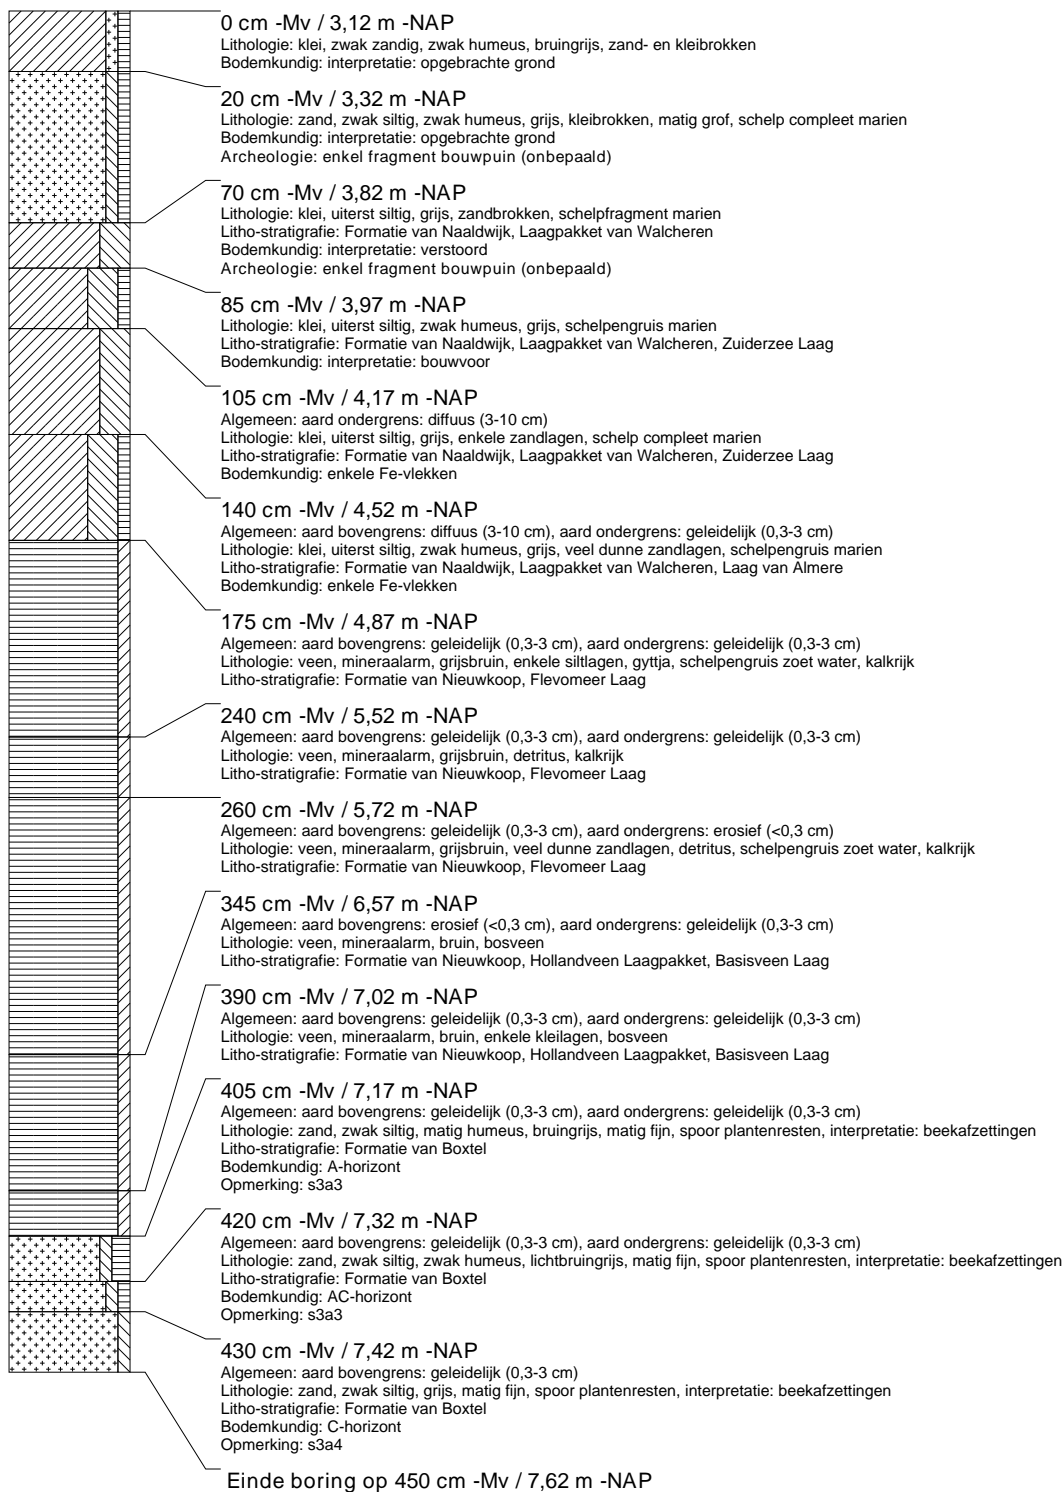 0 cm -Mv / 3,12 m -NAP
Lithologie: klei, zwak zandig, zwak humeus, bruingrijs, zand- en kleibrokken
Bodemkundig: interpretatie: opgebrachte grond
20 cm -Mv / 3,32 m -NAP
Lithologie: zand, zwak siltig, zwak humeus, grijs, kleibrokken, matig grof, schelp compleet marien
Bodemkundig: interpretatie: opgebrachte grond
Archeologie: enkel fragment bouwpuin (onbepaald)
70 cm -Mv / 3,82 m -NAP
Lithologie: klei, uiterst siltig, grijs, zandbrokken, schelpfragment marien
Litho-stratigrafie: Formatie van Naaldwijk, Laagpakket van Walcheren
Bodemkundig: interpretatie: verstoord
Archeologie: enkel fragment bouwpuin (onbepaald)
85 cm -Mv / 3,97 m -NAP
Lithologie: klei, uiterst siltig, zwak humeus, grijs, schelpengruis marien
Litho-stratigrafie: Formatie van Naaldwijk, Laagpakket van Walcheren, Zuiderzee Laag
Bodemkundig: interpretatie: bouwvoor
105 cm -Mv / 4,17 m -NAP
Algemeen: aard ondergrens: diffuus (3-10 cm)
Lithologie: klei, uiterst siltig, grijs, enkele zandlagen, schelp compleet marien
Litho-stratigrafie: Formatie van Naaldwijk, Laagpakket van Walcheren, Zuiderzee Laag
Bodemkundig: enkele Fe-vlekken
140 cm -Mv / 4,52 m -NAP
Algemeen: aard bovengrens: diffuus (3-10 cm), aard ondergrens: geleidelijk (0,3-3 cm)
Lithologie: klei, uiterst siltig, zwak humeus, grijs, veel dunne zandlagen, schelpengruis marien
Litho-stratigrafie: Formatie van Naaldwijk, Laagpakket van Walcheren, Laag van Almere
Bodemkundig: enkele Fe-vlekken
175 cm -Mv / 4,87 m -NAP
Algemeen: aard bovengrens: geleidelijk (0,3-3 cm), aard ondergrens: geleidelijk (0,3-3 cm)
Lithologie: veen, mineraalarm, grijsbruin, enkele siltlagen, gyttja, schelpengruis zoet water, kalkrijk
Litho-stratigrafie: Formatie van Nieuwkoop, Flevomeer Laag
240 cm -Mv / 5,52 m -NAP
Algemeen: aard bovengrens: geleidelijk (0,3-3 cm), aard ondergrens: geleidelijk (0,3-3 cm)
Lithologie: veen, mineraalarm, grijsbruin, detritus, kalkrijk
Litho-stratigrafie: Formatie van Nieuwkoop, Flevomeer Laag
260 cm -Mv / 5,72 m -NAP
Algemeen: aard bovengrens: geleidelijk (0,3-3 cm), aard ondergrens: erosief (<0,3 cm)
Lithologie: veen, mineraalarm, grijsbruin, veel dunne zandlagen, detritus, schelpengruis zoet water, kalkrijk
Litho-stratigrafie: Formatie van Nieuwkoop, Flevomeer Laag
345 cm -Mv / 6,57 m -NAP
Algemeen: aard bovengrens: erosief (<0,3 cm), aard ondergrens: geleidelijk (0,3-3 cm)
Lithologie: veen, mineraalarm, bruin, bosveen
Litho-stratigrafie: Formatie van Nieuwkoop, Hollandveen Laagpakket, Basisveen Laag
390 cm -Mv / 7,02 m -NAP
Algemeen: aard bovengrens: geleidelijk (0,3-3 cm), aard ondergrens: geleidelijk (0,3-3 cm)
Lithologie: veen, mineraalarm, bruin, enkele kleilagen, bosveen
Litho-stratigrafie: Formatie van Nieuwkoop, Hollandveen Laagpakket, Basisveen Laag
405 cm -Mv / 7,17 m -NAP
Algemeen: aard bovengrens: geleidelijk (0,3-3 cm), aard ondergrens: geleidelijk (0,3-3 cm)
Lithologie: zand, zwak siltig, matig humeus, bruingrijs, matig fijn, spoor plantenresten, interpretatie: beekafzettingen
Litho-stratigrafie: Formatie van Boxtel
Bodemkundig: A-horizont
Opmerking: s3a3
420 cm -Mv / 7,32 m -NAP
Algemeen: aard bovengrens: geleidelijk (0,3-3 cm), aard ondergrens: geleidelijk (0,3-3 cm)
Lithologie: zand, zwak siltig, zwak humeus, lichtbruingrijs, matig fijn, spoor plantenresten, interpretatie: beekafzettingen
Litho-stratigrafie: Formatie van Boxtel
Bodemkundig: AC-horizont
Opmerking: s3a3
430 cm -Mv / 7,42 m -NAP
Algemeen: aard bovengrens: geleidelijk (0,3-3 cm)
Lithologie: zand, zwak siltig, grijs, matig fijn, spoor plantenresten, interpretatie: beekafzettingen
Litho-stratigrafie: Formatie van Boxtel
Bodemkundig: C-horizont
Opmerking: s3a4
Einde boring op 450 cm -Mv / 7,62 m -NAP